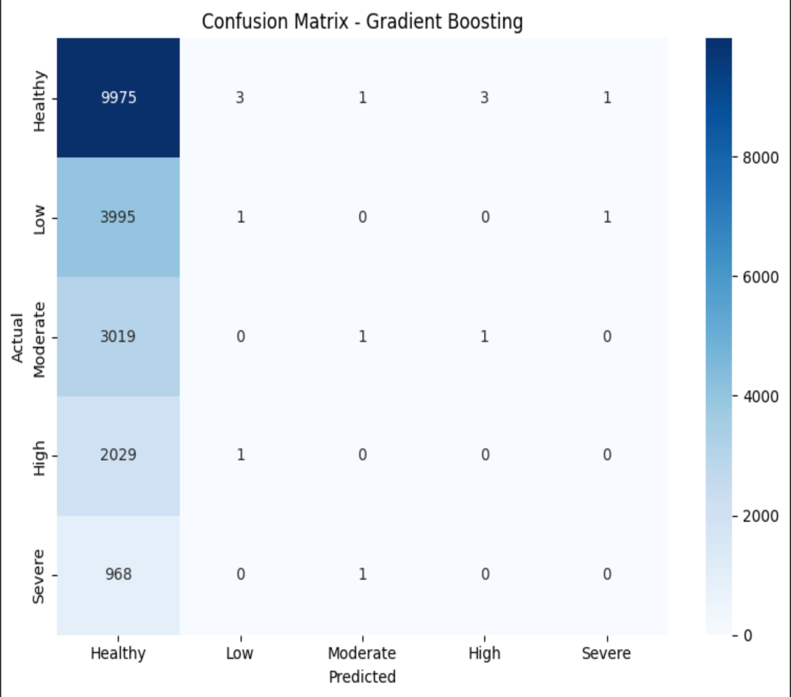 Confusion Matrix - Gradient Boosting
Healthy 9975 3 1 3 1
Low 3995 1 0 0 1
Moderate 3019 0 1 1 0
High 2029 1 0 0 0
Severe 968 0 1 0 0
Actual
Healthy Low Moderate High Severe
Predicted
8000
6000
4000
2000
0